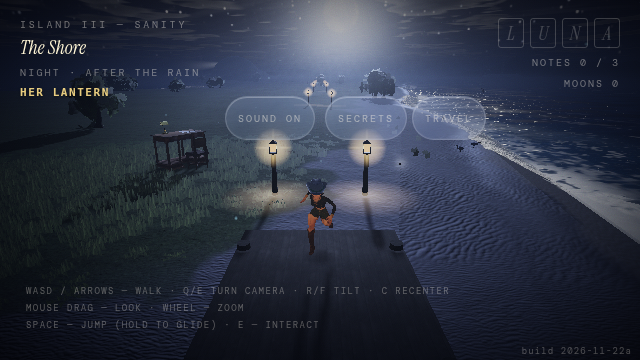 ISLAND III — SANITY
The Shore
NIGHT · AFTER THE RAIN
HER LANTERN
LUNA
NOTES 0 / 3
MOONS 0
SOUND ON
SECRETS
TRAVEL
WASD / ARROWS — WALK · Q/E TURN CAMERA · R/F TILT · C RECENTER
MOUSE DRAG — LOOK · WHEEL — ZOOM
SPACE — JUMP (HOLD TO GLIDE) · E — INTERACT
build 2026-11-22a